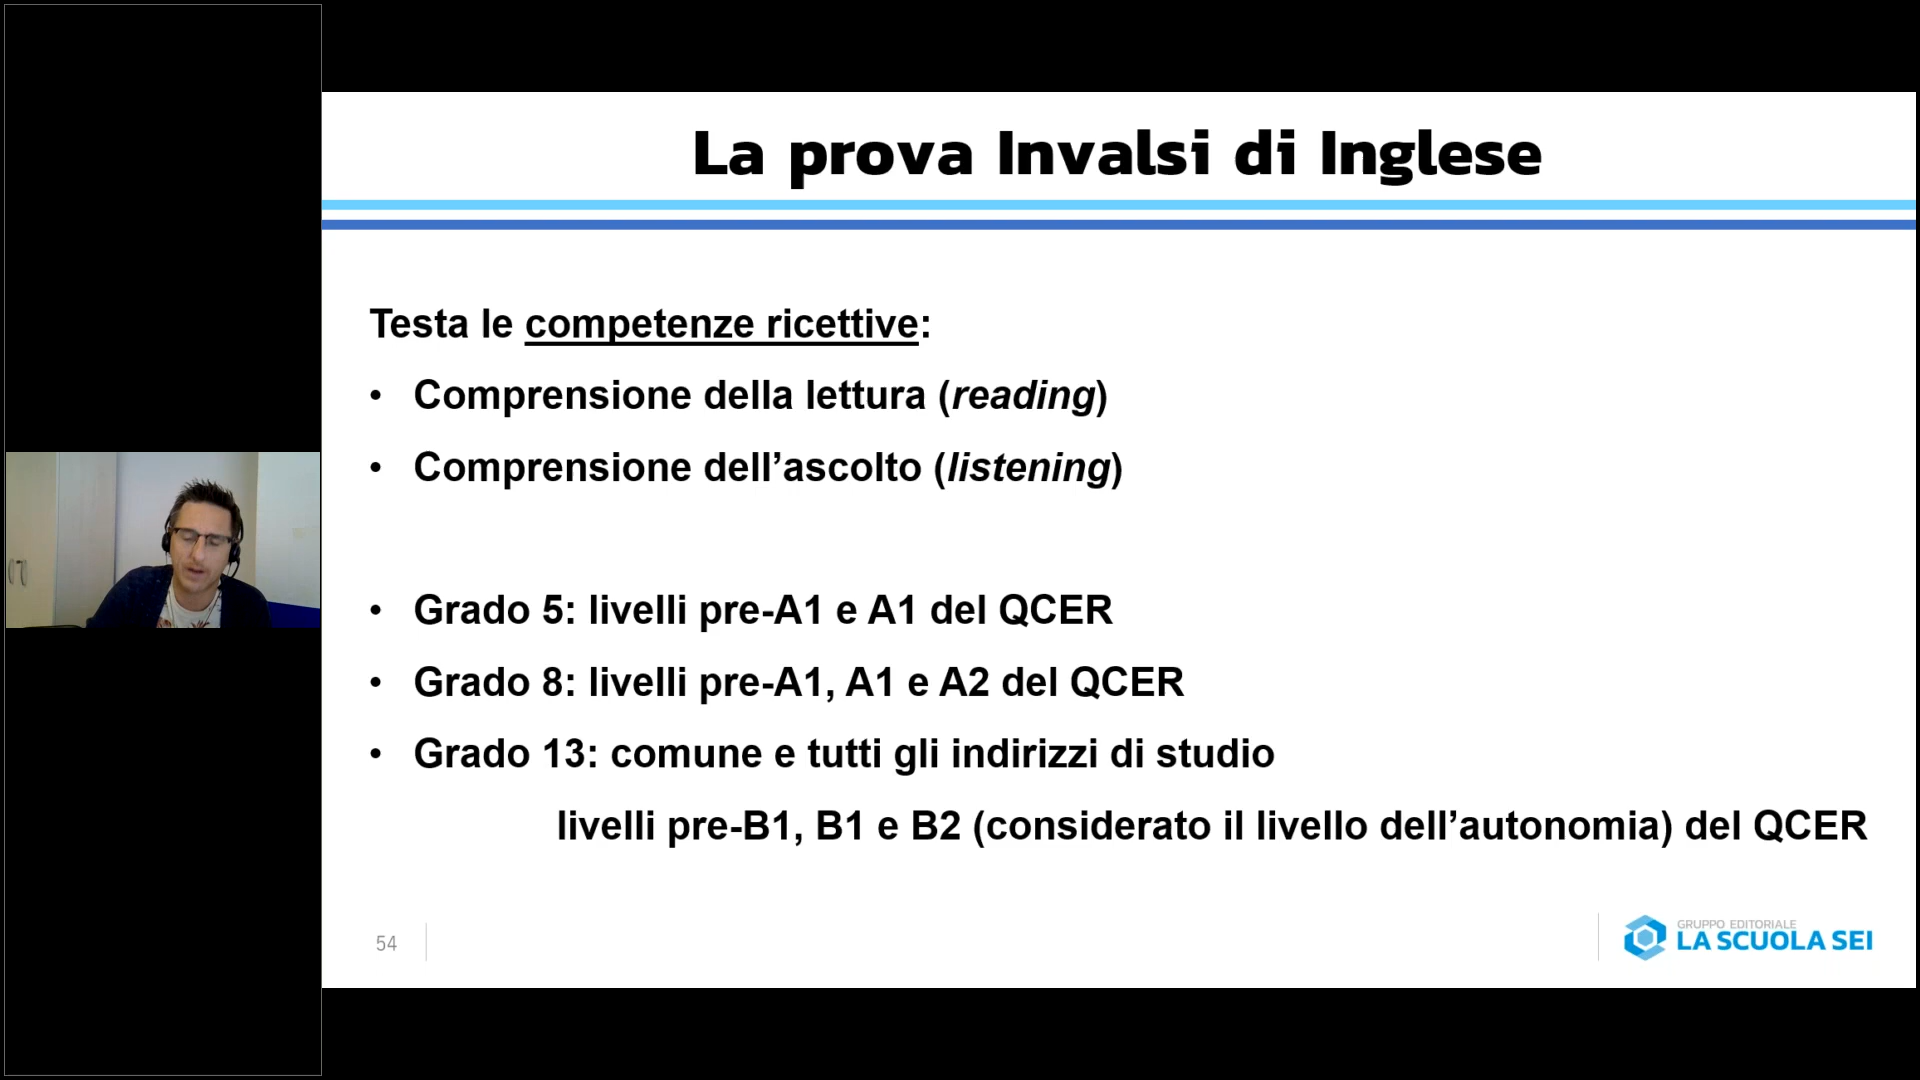 La prova Invalsi di Inglese
Testa le competenze ricettive:
• Comprensione della lettura (reading)
• Comprensione dell’ascolto (listening)
• Grado 5: livelli pre-A1 e A1 del QCER
• Grado 8: livelli pre-A1, A1 e A2 del QCER
• Grado 13: comune e tutti gli indirizzi di studio
livelli pre-B1, B1 e B2 (considerato il livello dell’autonomia) del QCER
54
GRUPPO EDITORIALE
LA SCUOLA SEI